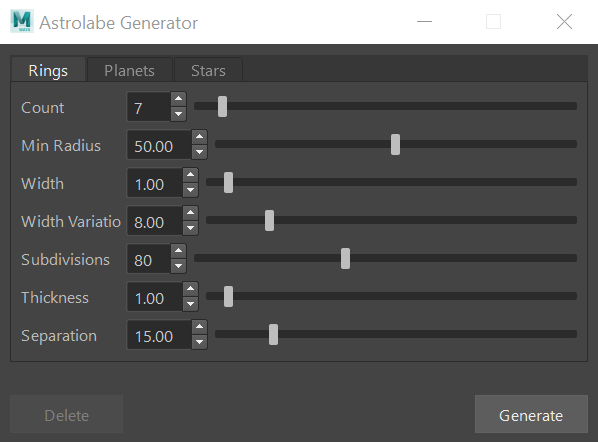 Astrolabe Generator
Rings Planets Stars
Count 7
Min Radius 50.00
Width 1.00
Width Variatio 8.00
Subdivisions 80
Thickness 1.00
Separation 15.00
Delete Generate